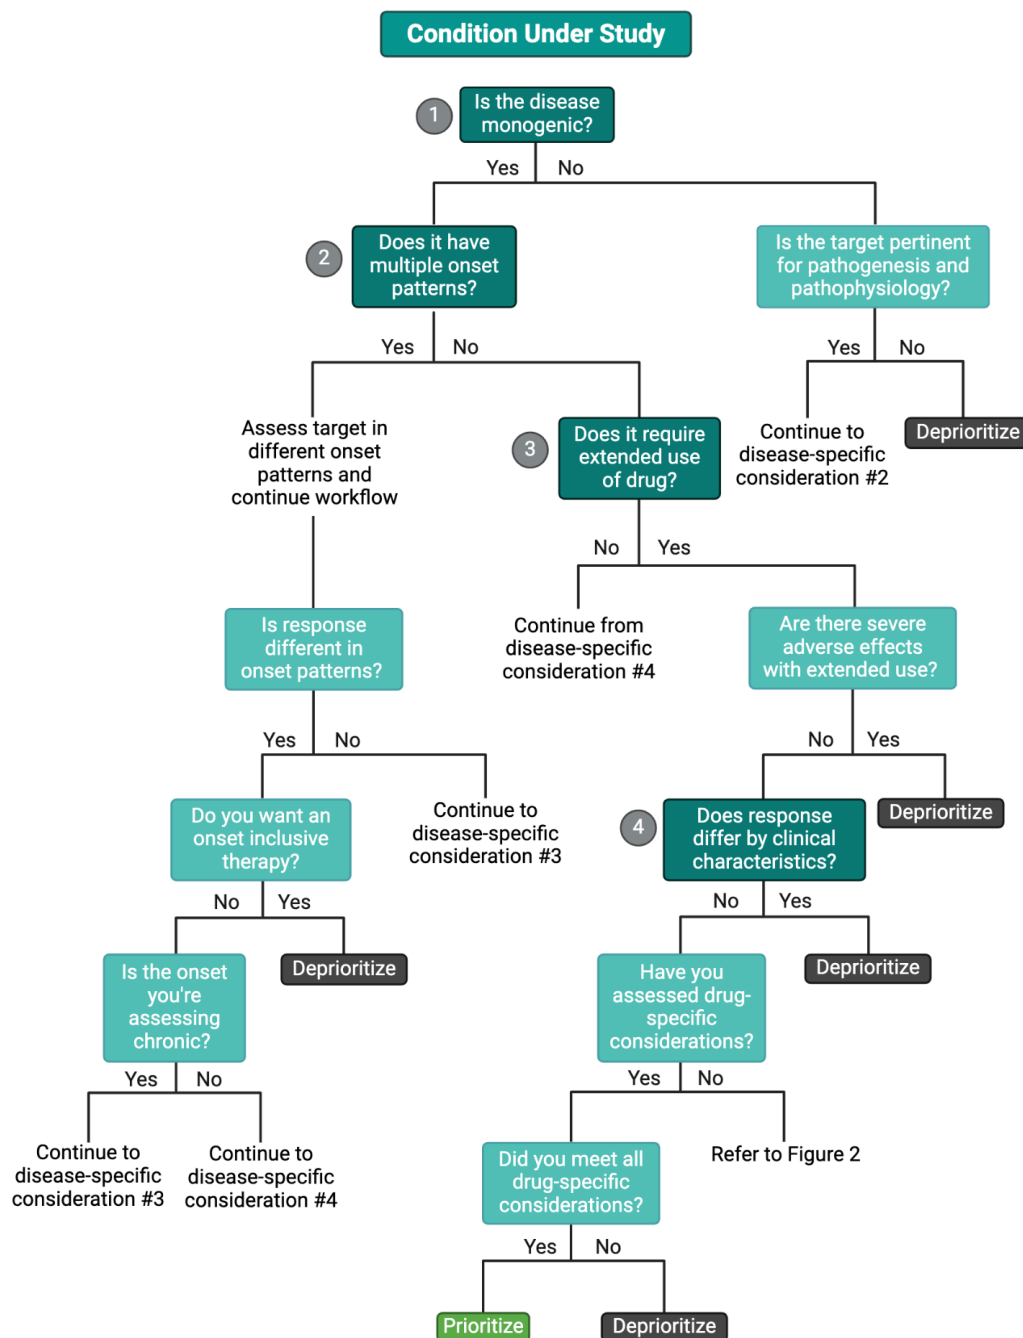 Condition Under Study
1
Is the disease
monogenic?
Yes
No
2
Does it have
multiple onset
patterns?
Is the target pertinent
for pathogenesis and
pathophysiology?
Yes
No
Yes
No
Assess target in
different onset
patterns and
continue workflow
3
Does it require
extended use
of drug?
Continue to
disease-specific
consideration #2
Deprioritize
No
Yes
Is response
different in
onset patterns?
Continue from
disease-specific
consideration #4
Are there severe
adverse effects
with extended use?
Yes
No
No
Yes
Do you want an
onset inclusive
therapy?
Continue to
disease-specific
consideration #3
4
Does response
differ by clinical
characteristics?
Deprioritize
No
Yes
No
Yes
Is the onset
you're
assessing
chronic?
Deprioritize
Have you
assessed drug-
specific
considerations?
Deprioritize
Yes
No
Yes
No
Continue to
disease-specific
consideration #3
Continue to
disease-specific
consideration #4
Did you meet all
drug-specific
considerations?
Refer to Figure 2
Yes
No
Prioritize
Deprioritize